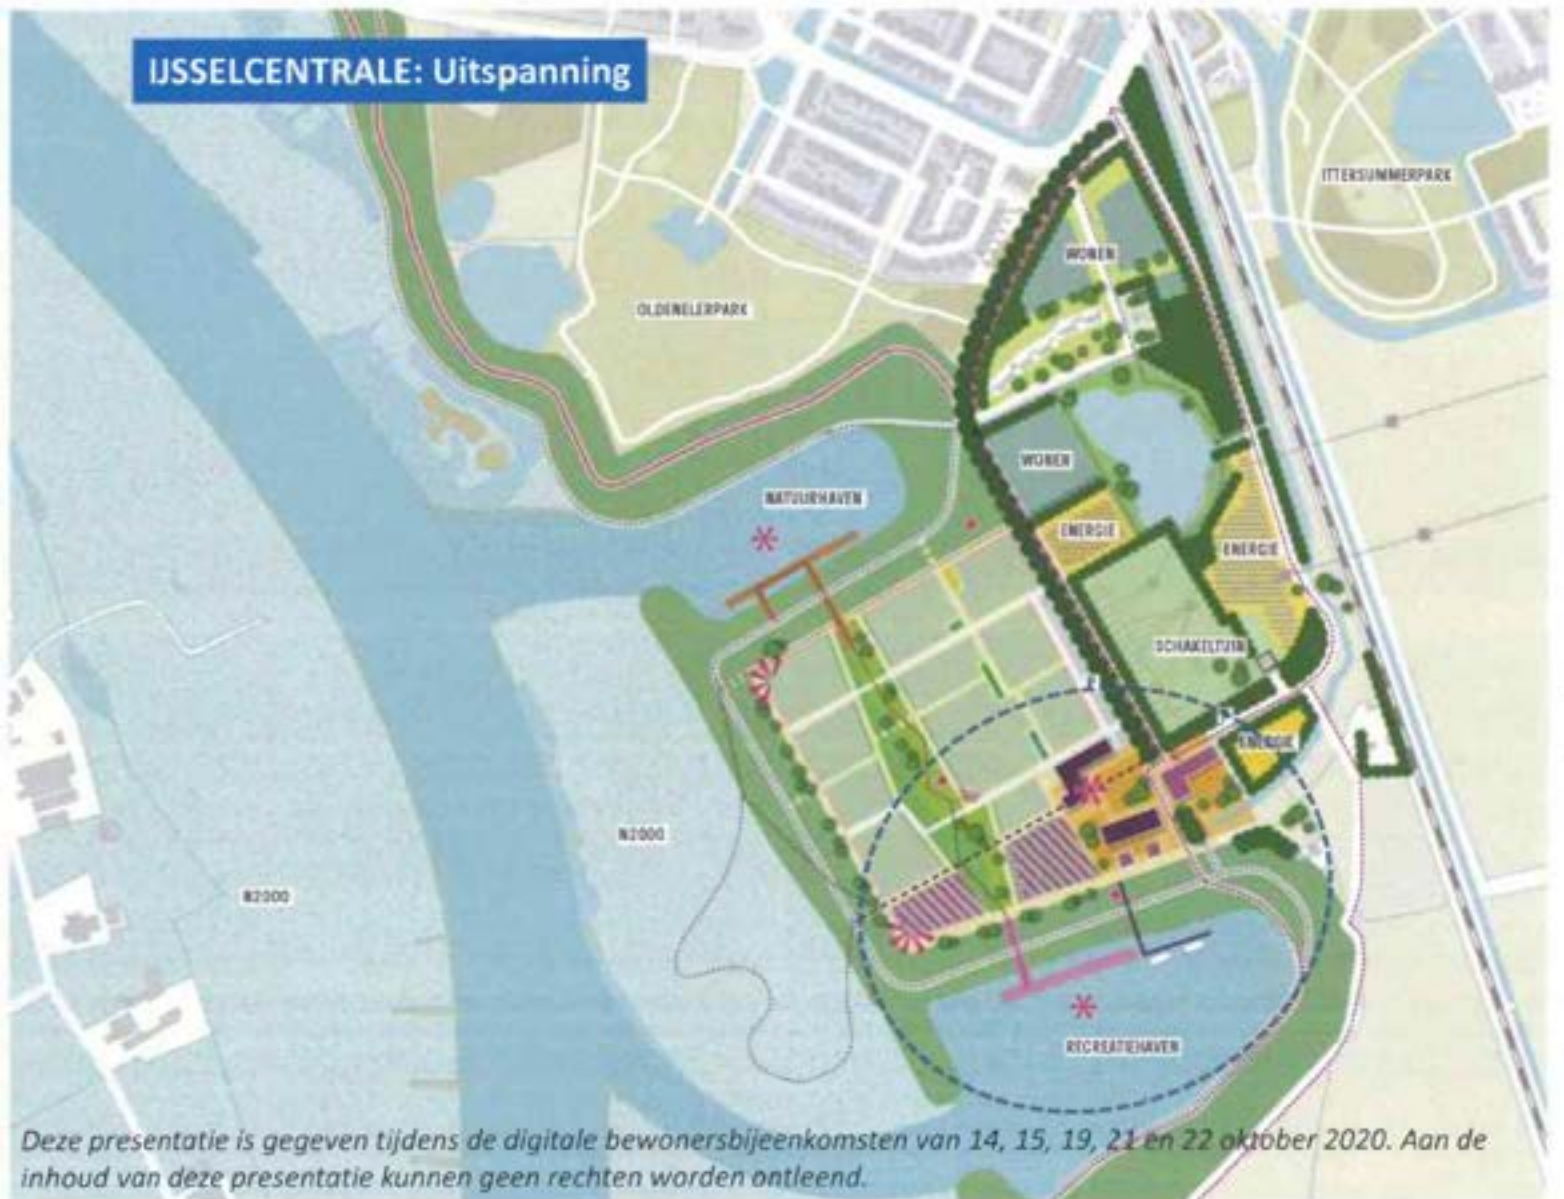 IJSSELCENTRALE: Uitspanning
ITTERSUMMERPARK
WONEN
OLDENELERPARK
WONEN
NATUURHAVEN
ENERGIE
ENERGIE
SCHAKELTUIN
ENERGIE
N2000
N2000
RECREATIEHAVEN
Deze presentatie is gegeven tijdens de digitale bewonersbijeenkomsten van 14, 15, 19, 21 en 22 oktober 2020. Aan de
inhoud van deze presentatie kunnen geen rechten worden ontleend.